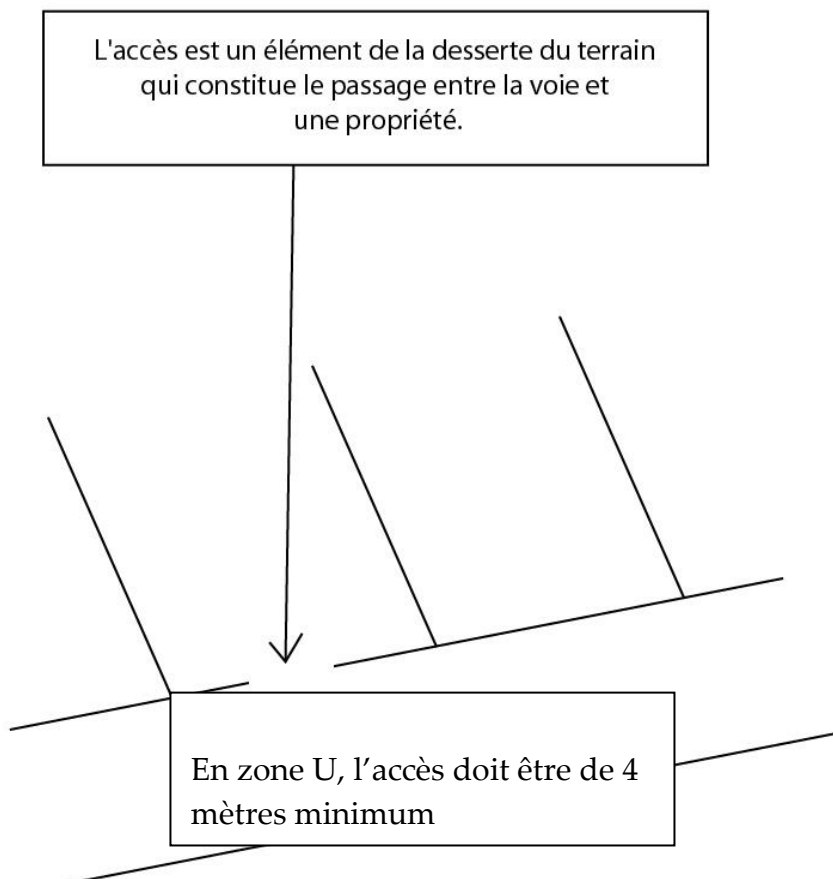 L'accès est un élément de la desserte du terrain
qui constitue le passage entre la voie et
une propriété.
En zone U, l’accès doit être de 4
mètres minimum